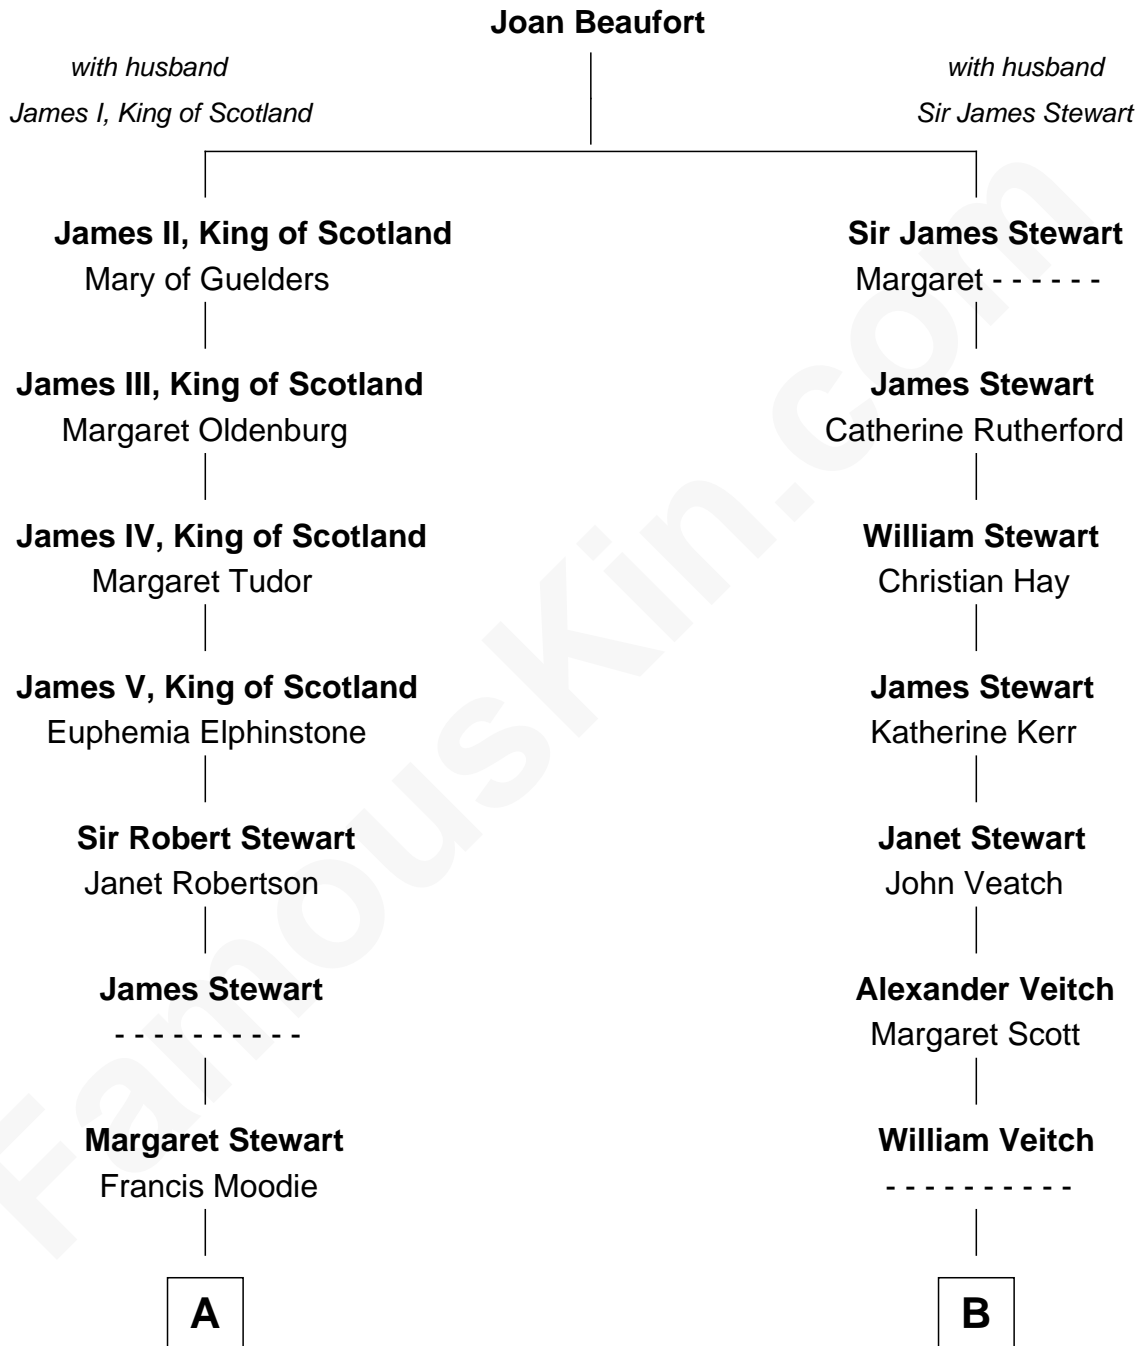 Joan Beaufort
with husband
James I, King of Scotland
with husband
Sir James Stewart
James II, King of Scotland
Mary of Guelders
Sir James Stewart
Margaret - - - - - -
James III, King of Scotland
Margaret Oldenburg
James Stewart
Catherine Rutherford
James IV, King of Scotland
Margaret Tudor
William Stewart
Christian Hay
James V, King of Scotland
Euphemia Elphinstone
James Stewart
Katherine Kerr
Sir Robert Stewart
Janet Robertson
Janet Stewart
John Veatch
James Stewart
- - - - - - - - - -
Alexander Veitch
Margaret Scott
Margaret Stewart
Francis Moodie
William Veitch
- - - - - - - - - -
A
B
FamousKin.com